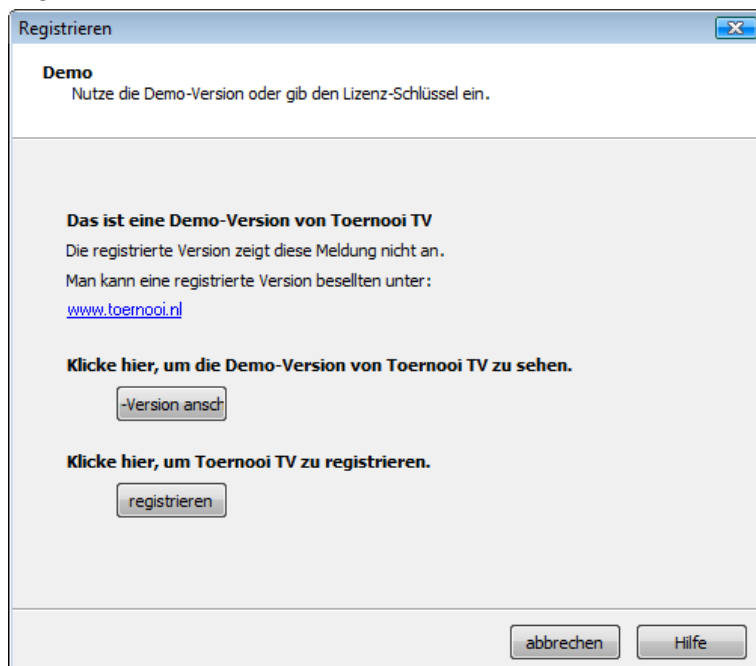 Registrieren
Demo
Nutze die Demo-Version oder gib den Lizenz-Schlüssel ein.
Das ist eine Demo-Version von Toernooi TV
Die registrierte Version zeigt diese Meldung nicht an.
Man kann eine registrierte Version besellten unter:
www.toernooi.nl
Klicke hier, um die Demo-Version von Toernooi TV zu sehen.
-Version ansch
Klicke hier, um Toernooi TV zu registrieren.
registrieren
abbrechen Hilfe